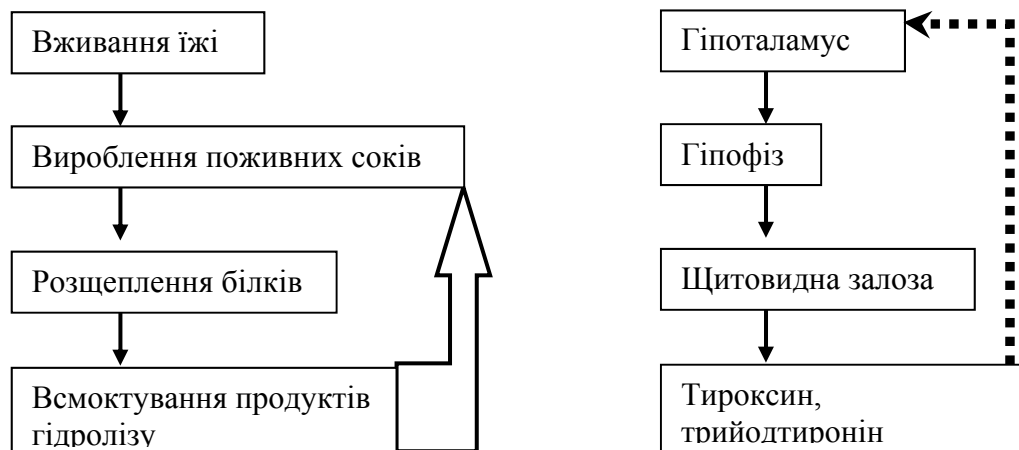 Вживання їжі
Вироблення поживних соків
Розщеплення білків
Всмоктування продуктів
гідролізу
Гіпоталамус
Гіпофіз
Щитовидна залоза
Тироксин,
трийодтиронін